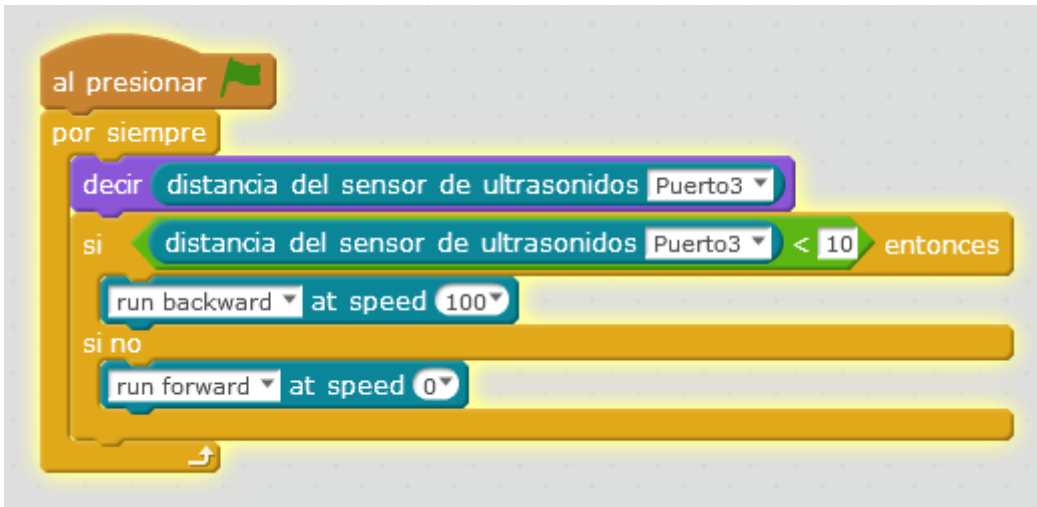 al presionar
por siempre
decir distancia del sensor de ultrasonidos Puerto3
si distancia del sensor de ultrasonidos Puerto3 < 10 entonces
run backward at speed 100
si no
run forward at speed 0